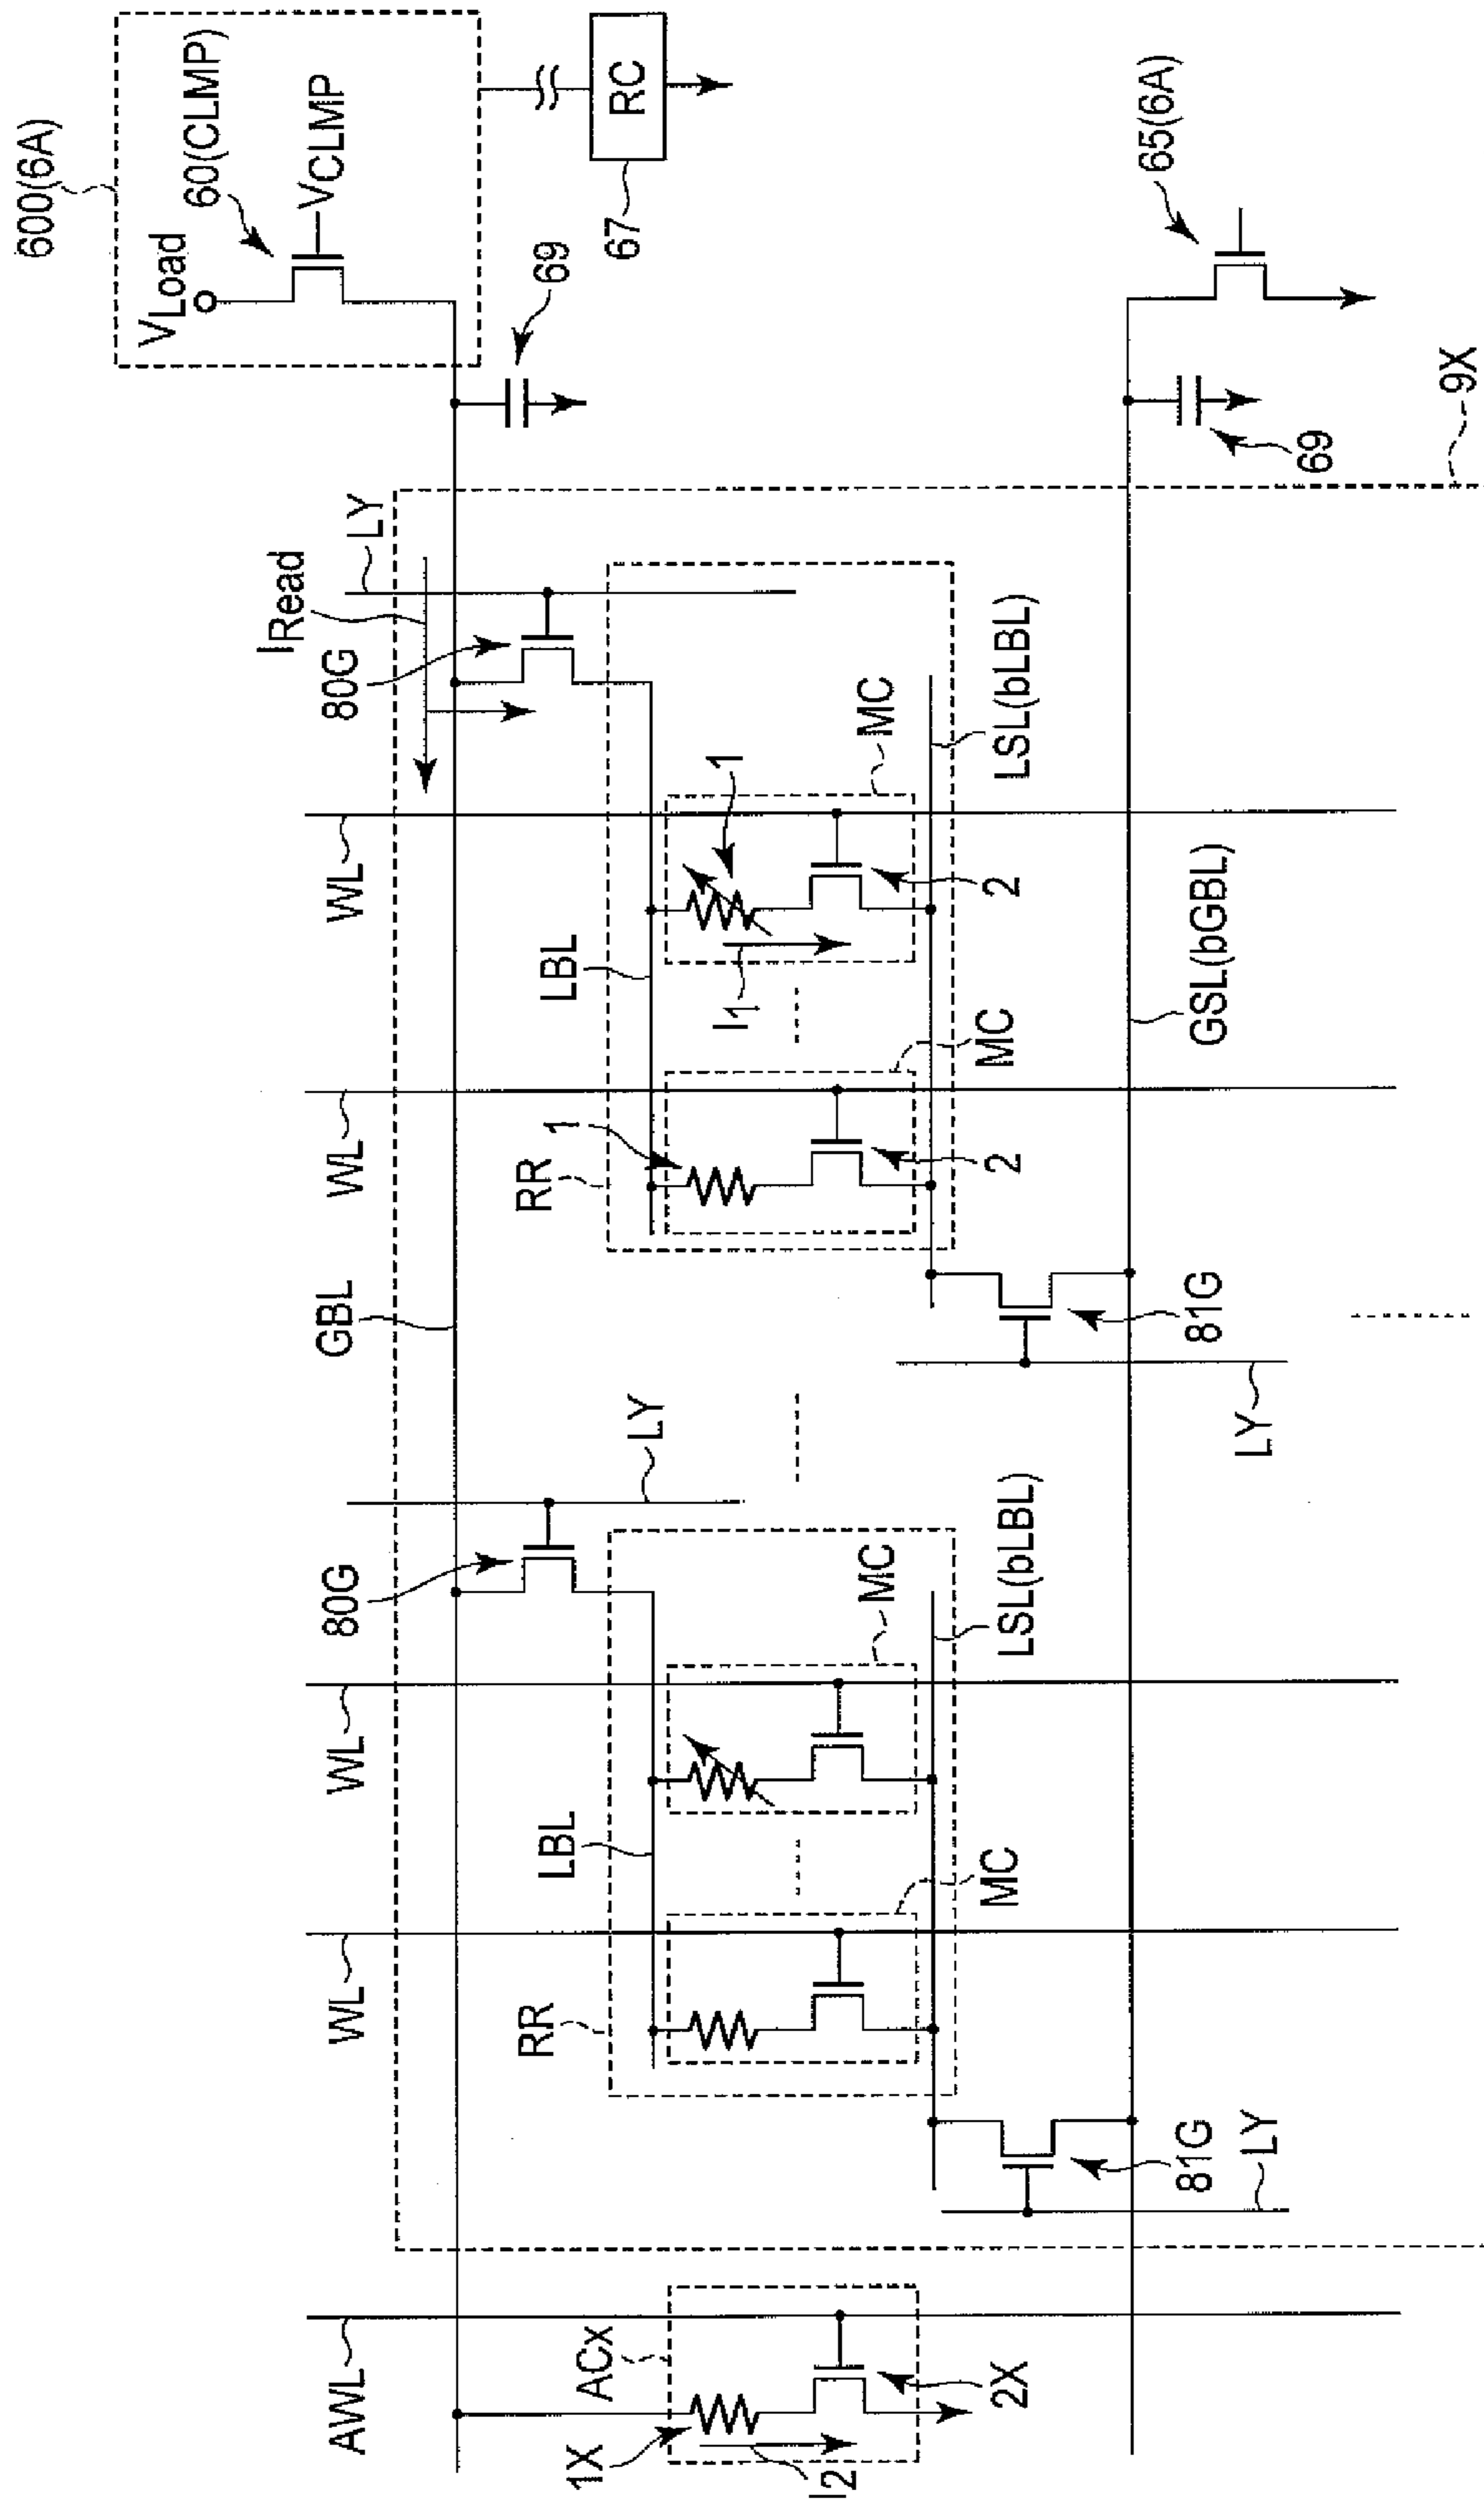 600(6A)
60(CLMP)
VLoad
VCLMP
RC
67
69
65(6A)
69
9X
LY
IRead
80G
LSL(bLBL)
MC
1
WL
2
LBL
I1
GSL(bGBL)
MC
WL
1
RR
2
GBL
81G
LY
LY
80G
LSL(bLBL)
MC
WL
LBL
MC
WL
RR
81G
LY
ACX
AWL
2X
1X
I2